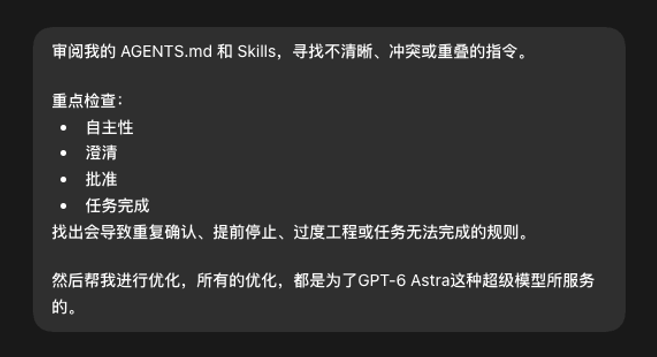 审阅我的 AGENTS.md 和 Skills，寻找不清晰、冲突或重叠的指令。
重点检查：
• 自主性
• 澄清
• 批准
• 任务完成
找出会导致重复确认、提前停止、过度工程或任务无法完成的规则。
然后帮我进行优化，所有的优化，都是为了GPT-6 Astra这种超级模型所服务
的。